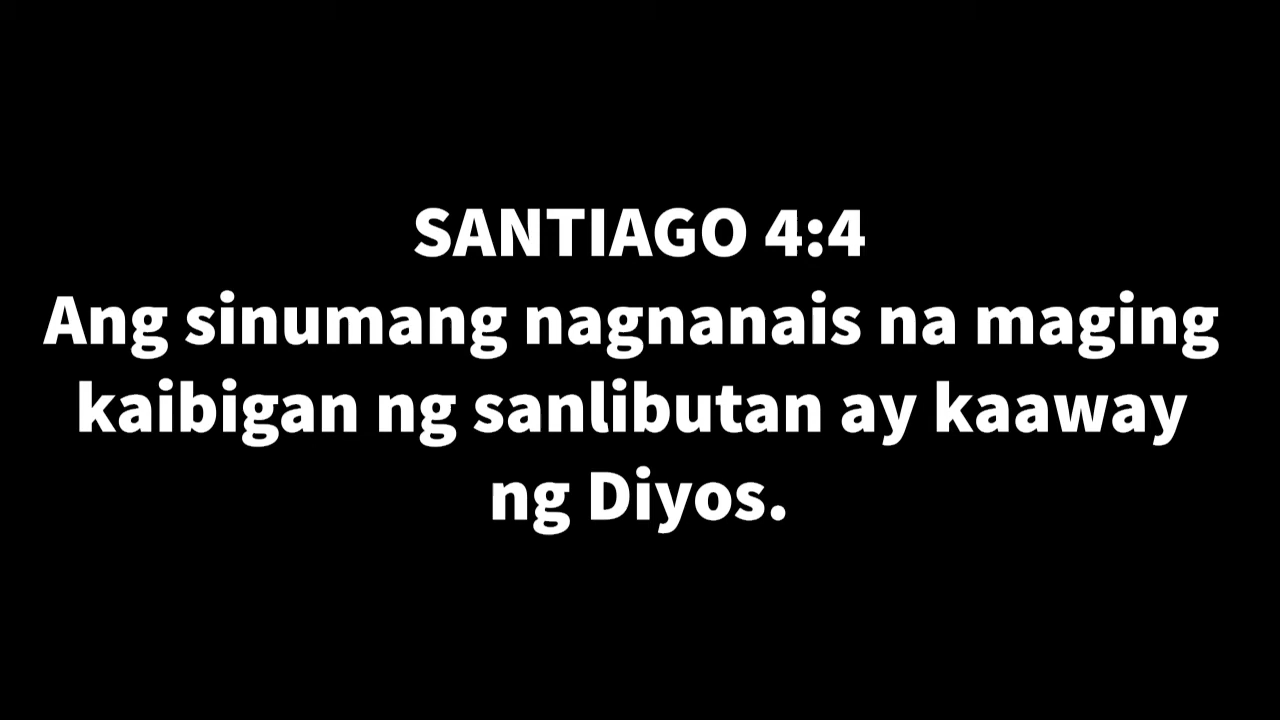 SANTIAGO 4:4
Ang sinumang nagnanais na maging
kaibigan ng sanlibutan ay kaaway
ng Diyos.